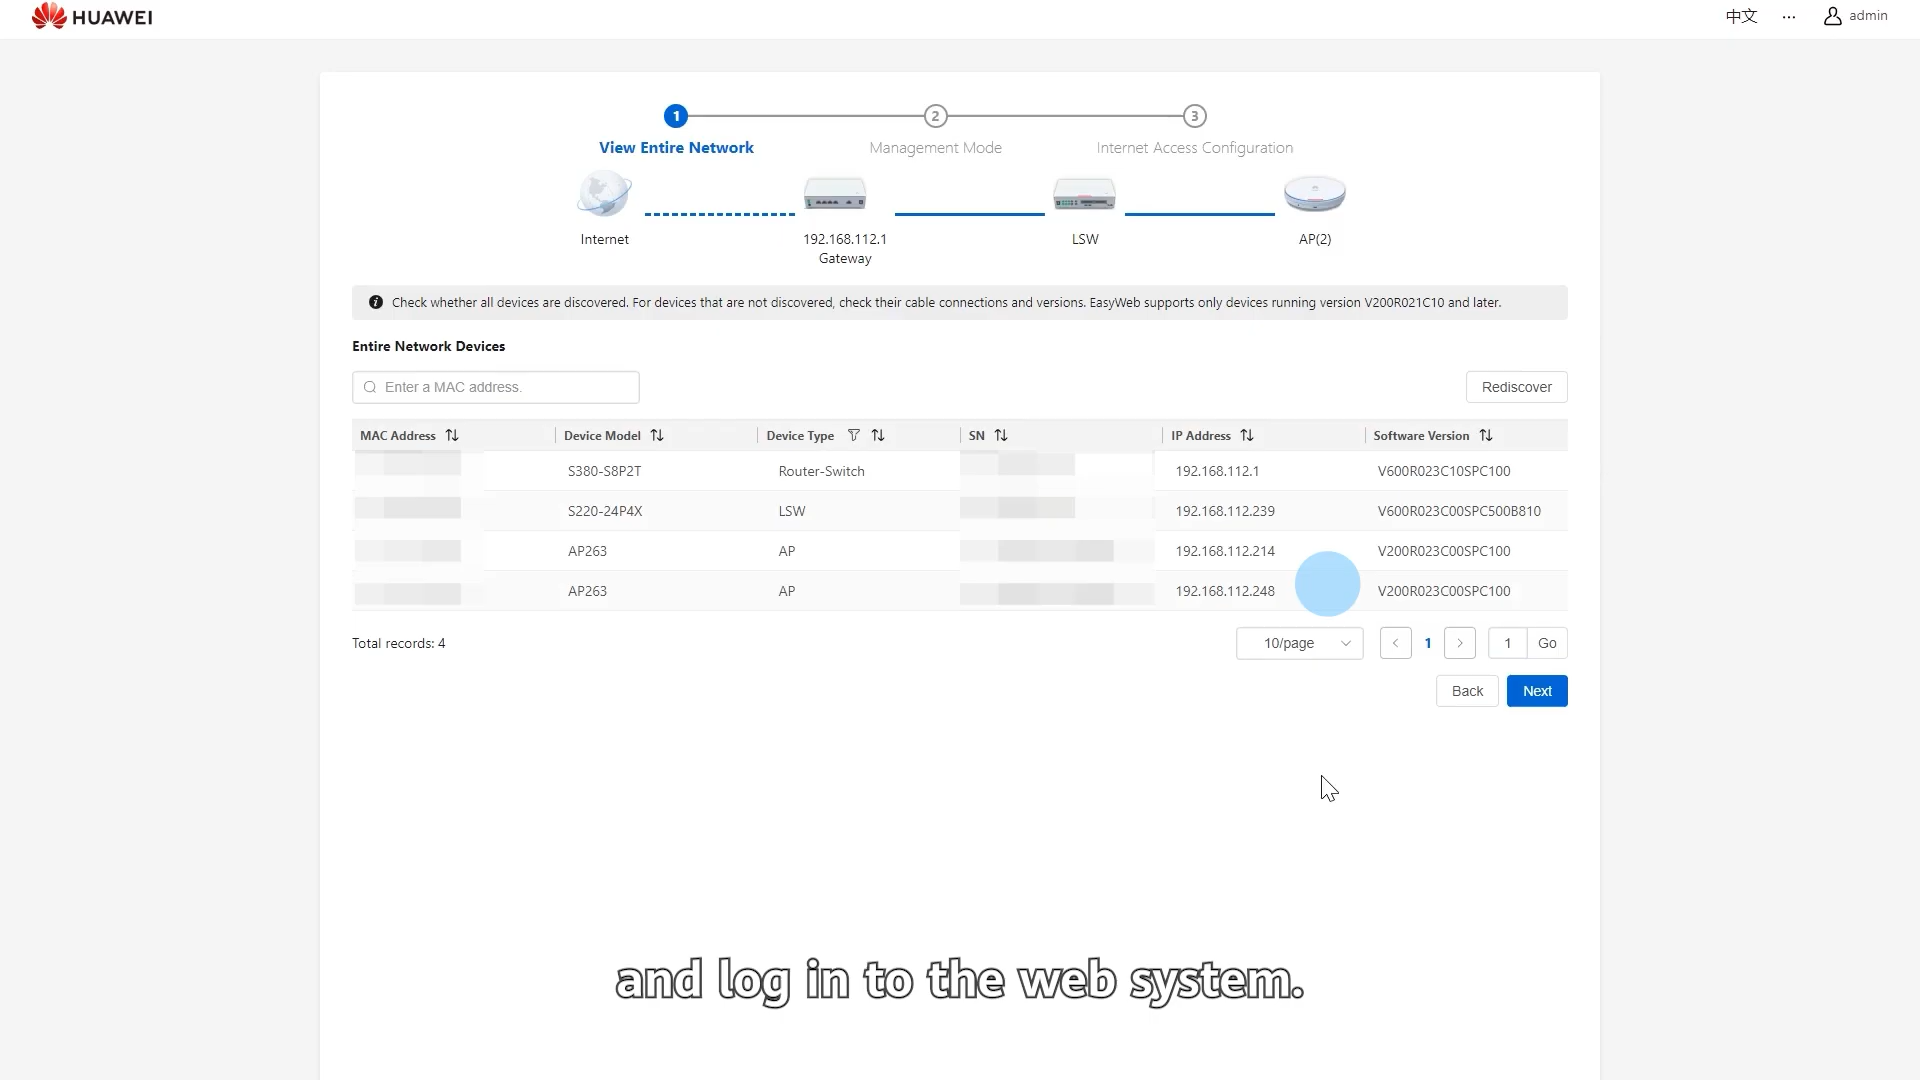 HUAWEI
中文 ... admin
1 2 3
View Entire Network Management Mode Internet Access Configuration
Internet 192.168.112.1 LSW AP(2)
Gateway
Check whether all devices are discovered. For devices that are not discovered, check their cable connections and versions. EasyWeb supports only devices running version V200R021C10 and later.
Entire Network Devices
Enter a MAC address. Rediscover
MAC Address Device Model Device Type SN IP Address Software Version
S380-S8P2T Router-Switch 192.168.112.1 V600R023C10SPC100
S220-24P4X LSW 192.168.112.239 V600R023C00SPC500B810
AP263 AP 192.168.112.214 V200R023C00SPC100
AP263 AP 192.168.112.248 V200R023C00SPC100
Total records: 4 10/page < 1 > 1 Go
Back Next
and log in to the web system.